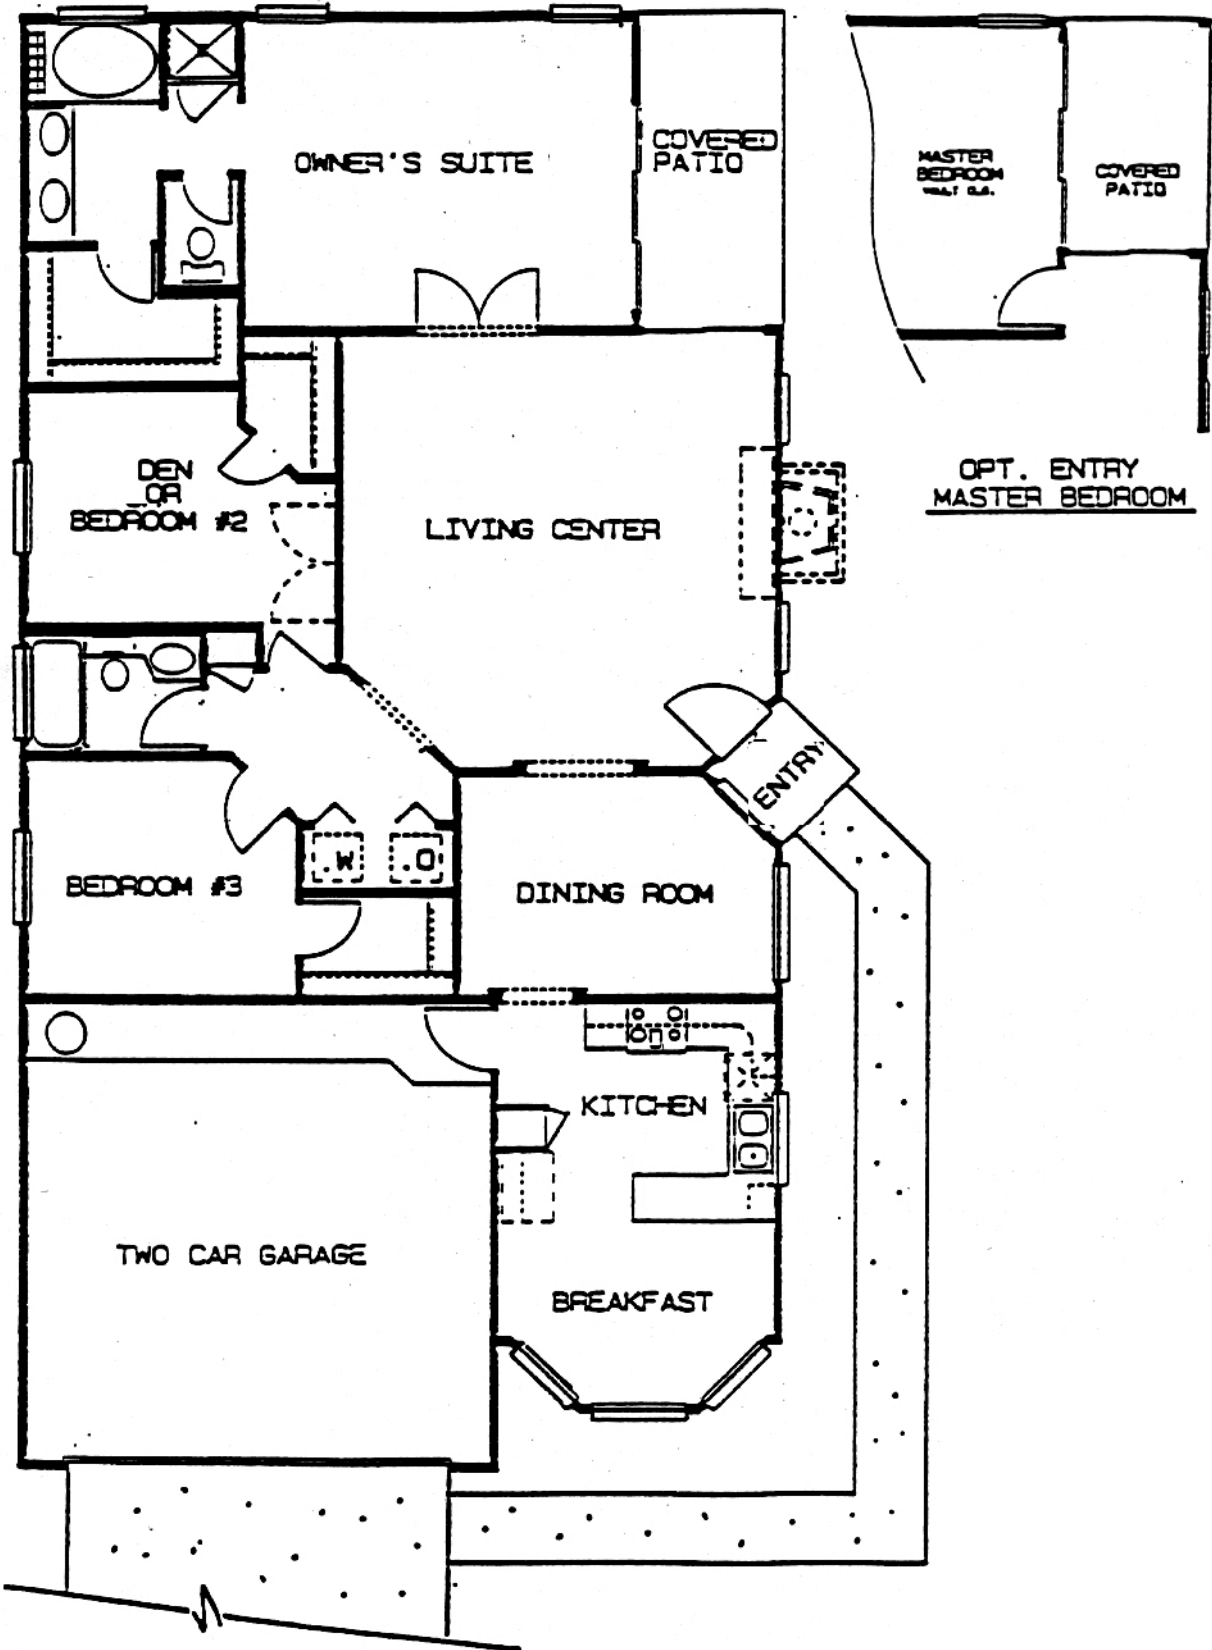 OWNER'S SUITE
COVERED
PATIO
MASTER
BEDROOM
COVERED
PATIO
OPT. ENTRY
MASTER BEDROOM
DEN
OR
BEDROOM #2
LIVING CENTER
ENTRY
W
D
BEDROOM #3
DINING ROOM
KITCHEN
TWO CAR GARAGE
BREAKFAST